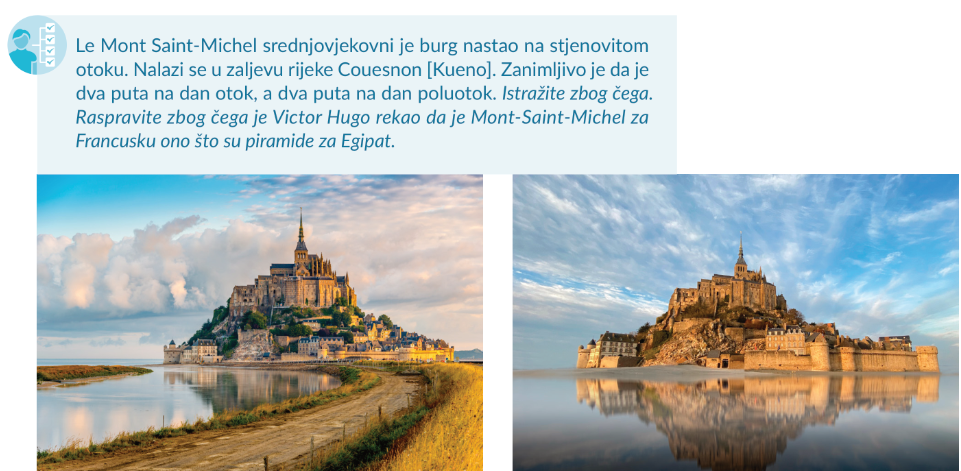 Le Mont Saint-Michel srednjovjekovni je burg nastao na stjenovitom
otoku. Nalazi se u zaljevu rijeke Couesnon [Kueno]. Zanimljivo je da je
dva puta na dan otok, a dva puta na dan poluotok. Istražite zbog čega.
Raspravite zbog čega je Victor Hugo rekao da je Mont-Saint-Michel za
Francusku ono što su piramide za Egipat.